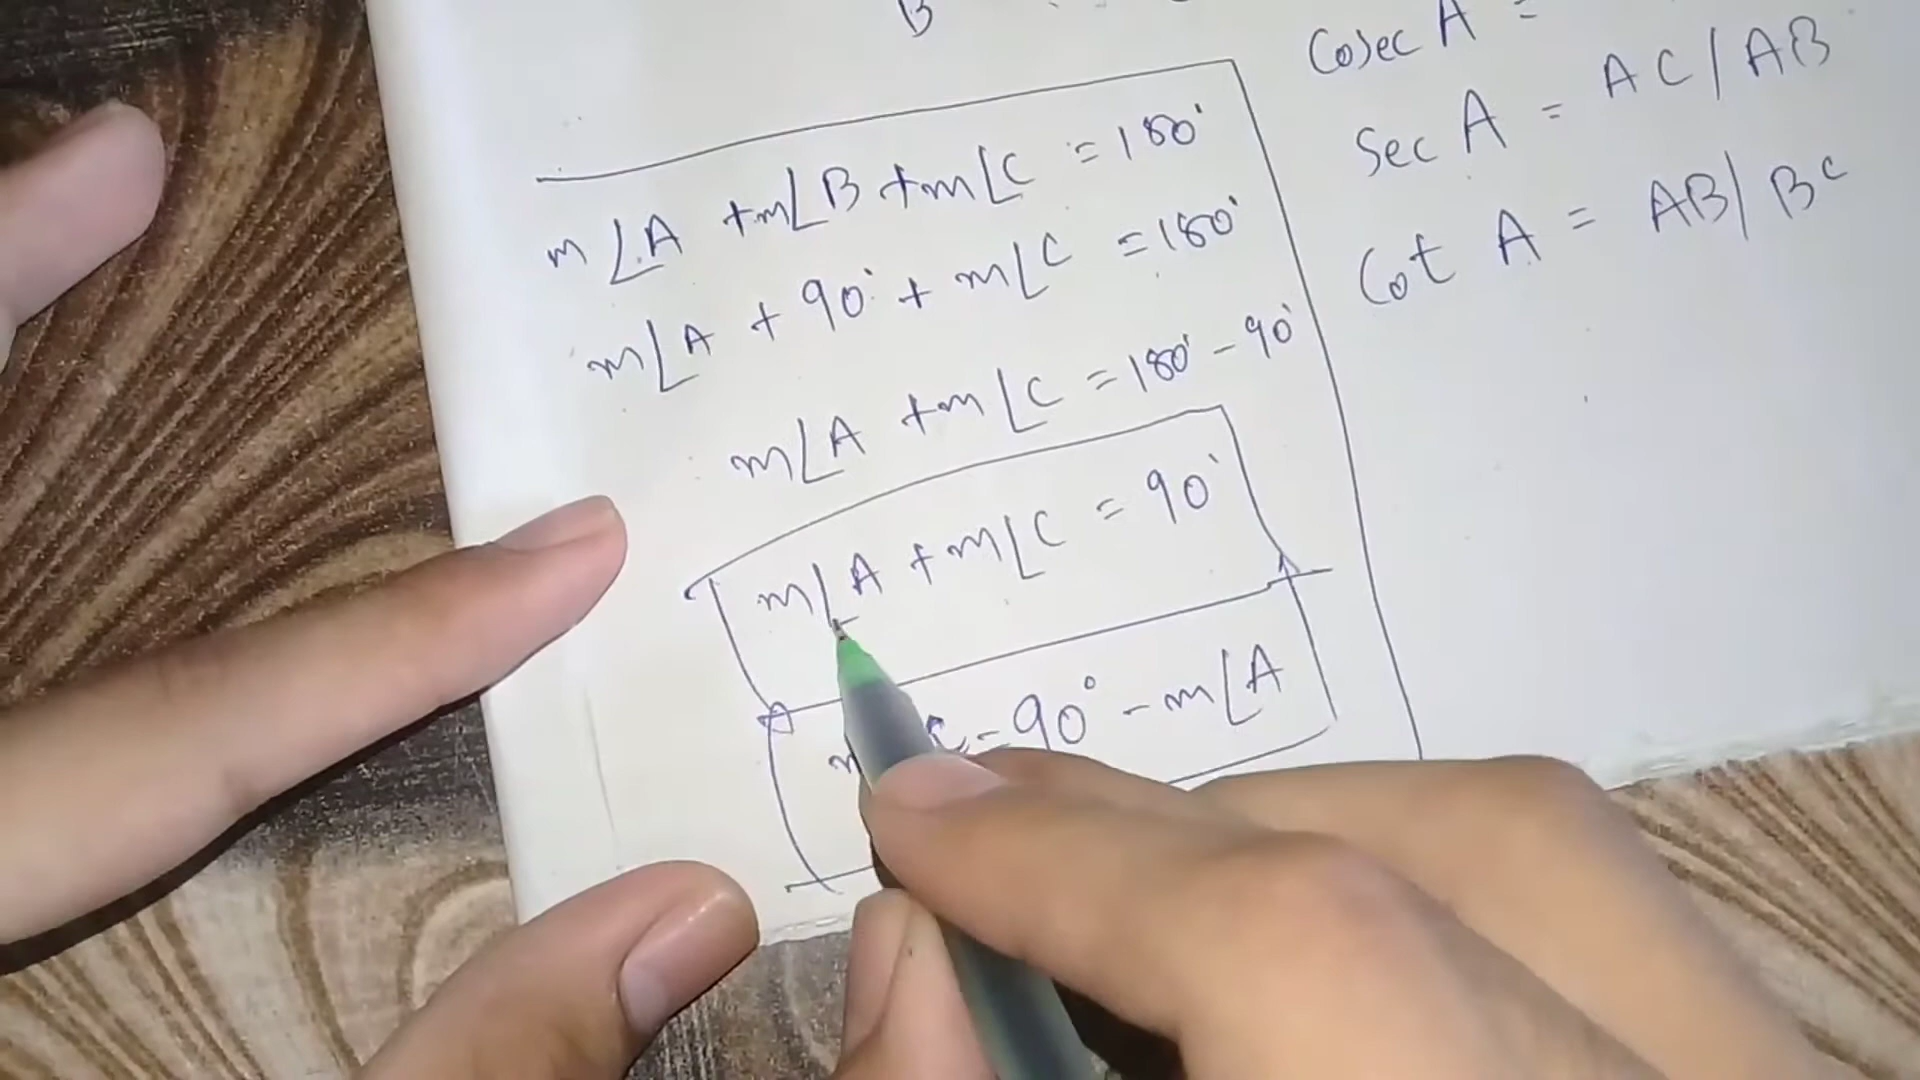 B
m∠A + m∠B + m∠C = 180°
m∠A + 90° + m∠C = 180°
m∠A + m∠C = 180° - 90°
m∠A + m∠C = 90°
C = 90° - m∠A
Cosec A =
Sec A = AC/AB
Cot A = AB/BC